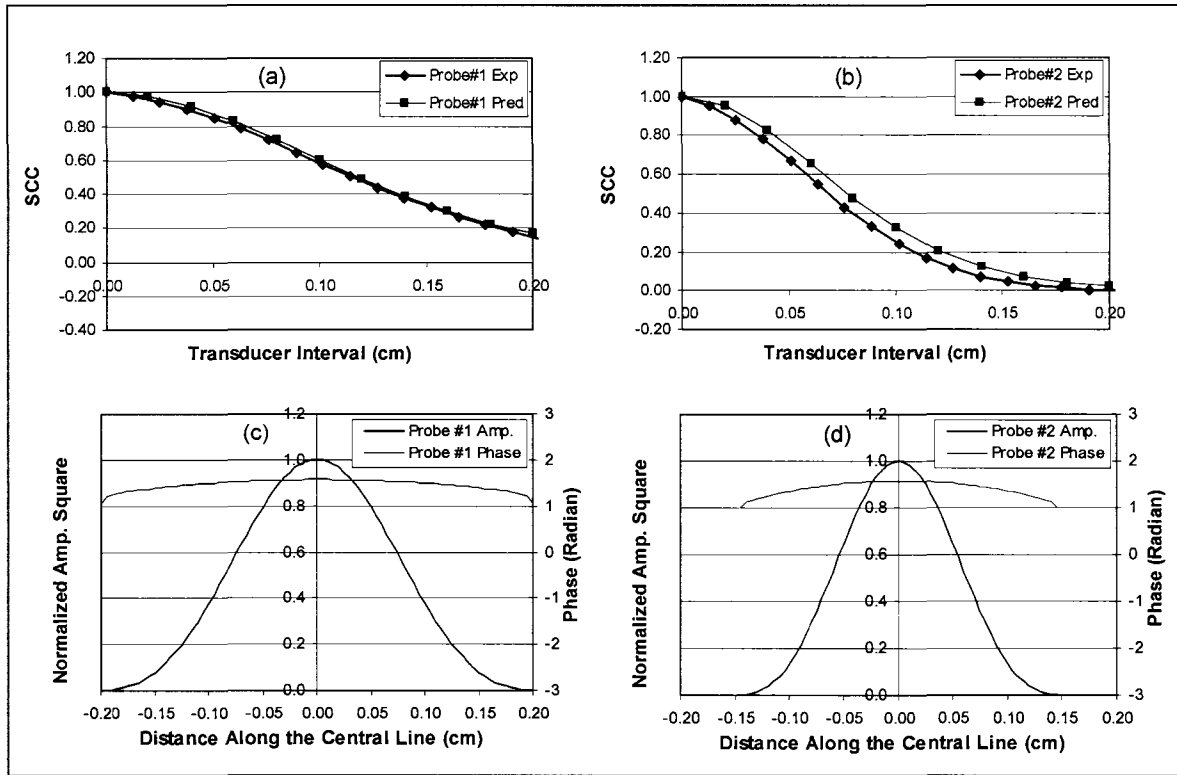 (a)
Probe#1 Exp
Probe#1 Pred
1.20
1.00
0.80
0.60
0.40
0.20
0.00
-0.20
-0.40
0.00 0.05 0.10 0.15 0.20
SCC
Transducer Interval (cm)
(b)
Probe#2 Exp
Probe#2 Pred
1.20
1.00
0.80
0.60
0.40
0.20
0.00
-0.20
0.00 0.05 0.10 0.15 0.20
SCC
Transducer Interval (cm)
(c)
Probe #1 Amp.
Probe #1 Phase
1.2
1.0
0.8
0.6
0.4
0.2
0.0
3
2
1
0
-1
-2
-3
-0.20 -0.15 -0.10 -0.05 0.00 0.05 0.10 0.15 0.20
Normalized Amp. Square
Phase (Radian)
Distance Along the Central Line (cm)
(d)
Probe #2 Amp.
Probe #2 Phase
1.2
1.0
0.8
0.6
0.4
0.2
0.0
3
2
1
0
-1
-2
-3
-0.20 -0.15 -0.10 -0.05 0.00 0.05 0.10 0.15 0.20
Normalized Amp. Square
Phase (Radian)
Distance Along the Central Line (cm)